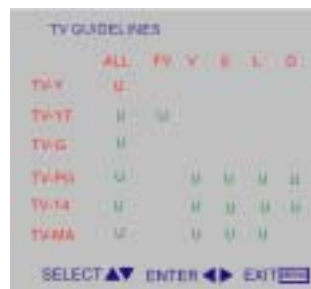 TV GUIDELINES
ALL FV V S L D
TV-Y U
TV-Y7 U U
TV-G U
TV-PG U U U U U
TV-14 U U U U U
TV-MA U U U U
SELECT▲▼ ENTER◀▶ EXIT